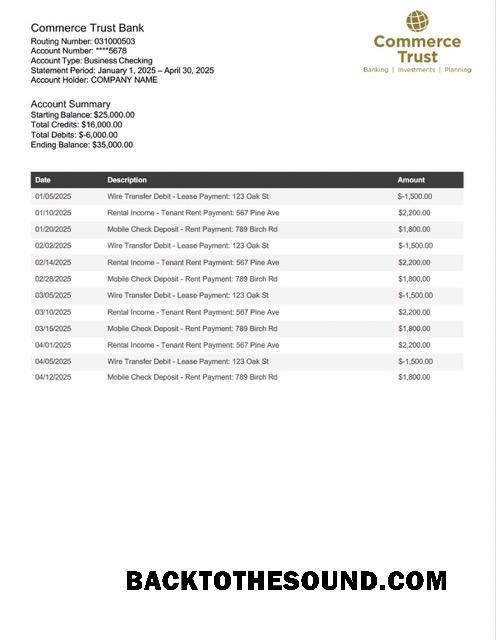 Commerce Trust Bank
Routing Number: 031000503
Account Number: ****5678
Account Type: Business Checking
Statement Period: January 1, 2025 – April 30, 2025
Account Holder: COMPANY NAME
Commerce
Trust
Banking | Investments | Planning
Account Summary
Starting Balance: $25,000.00
Total Credits: $16,000.00
Total Debits: $-6,000.00
Ending Balance: $35,000.00
Date Description Amount
01/05/2025 Wire Transfer Debit - Lease Payment: 123 Oak St $-1,500.00
01/10/2025 Rental Income - Tenant Rent Payment: 567 Pine Ave $2,200.00
01/20/2025 Mobile Check Deposit - Rent Payment: 789 Birch Rd $1,800.00
02/02/2025 Wire Transfer Debit - Lease Payment: 123 Oak St $-1,500.00
02/14/2025 Rental Income - Tenant Rent Payment: 567 Pine Ave $2,200.00
02/28/2025 Mobile Check Deposit - Rent Payment: 789 Birch Rd $1,800.00
03/05/2025 Wire Transfer Debit - Lease Payment: 123 Oak St $-1,500.00
03/10/2025 Rental Income - Tenant Rent Payment: 567 Pine Ave $2,200.00
03/15/2025 Mobile Check Deposit - Rent Payment: 789 Birch Rd $1,800.00
04/01/2025 Rental Income - Tenant Rent Payment: 567 Pine Ave $2,200.00
04/05/2025 Wire Transfer Debit - Lease Payment: 123 Oak St $-1,500.00
04/12/2025 Mobile Check Deposit - Rent Payment: 789 Birch Rd $1,800.00
BACKTOTHESOUND.COM